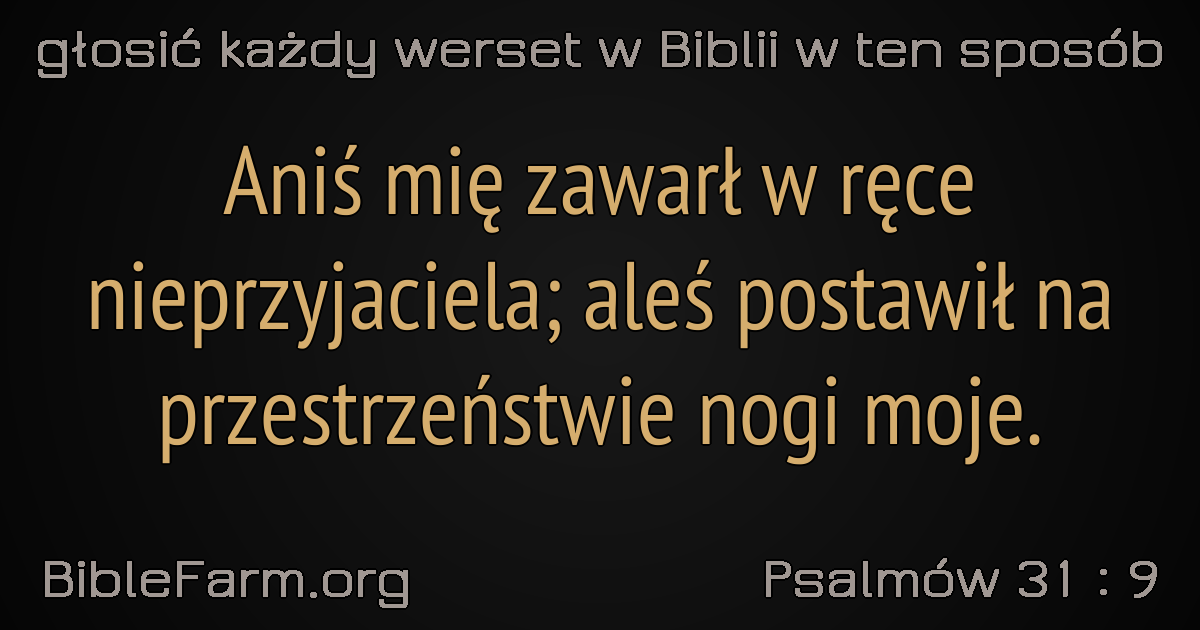 głosić każdy werset w Biblii w ten sposób
Aniś mię zawarł w ręce
nieprzyjaciela; aleś postawił na
przestrzeństwie nogi moje.
BibleFarm.org
Psalmów 31 : 9